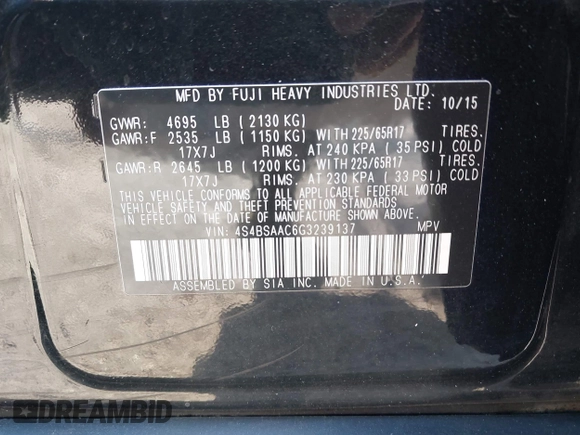 MFD BY FUJI HEAVY INDUSTRIES LTD.
DATE: 10/15
GVWR: 4695 LB ( 2130 KG)
GAWR:F 2535 LB ( 1150 KG) WITH 225/65R17 TIRES.
17X7J RIMS. AT 240 KPA ( 35 PSI) COLD
GAWR:R 2645 LB ( 1200 KG) WITH 225/65R17 TIRES.
17X7J RIMS. AT 230 KPA ( 33 PSI) COLD
THIS VEHICLE CONFORMS TO ALL APPLICABLE FEDERAL MOTOR
VEHICLE SAFETY AND THEFT PREVENTION STANDARDS
IN EFFECT ON THE DATE OF MANUFACTURE SHOWN ABOVE.
VIN: 4S4BSAAC6G3239137 MPV
ASSEMBLED BY SIA INC. MADE IN U.S.A.
DREAMBID